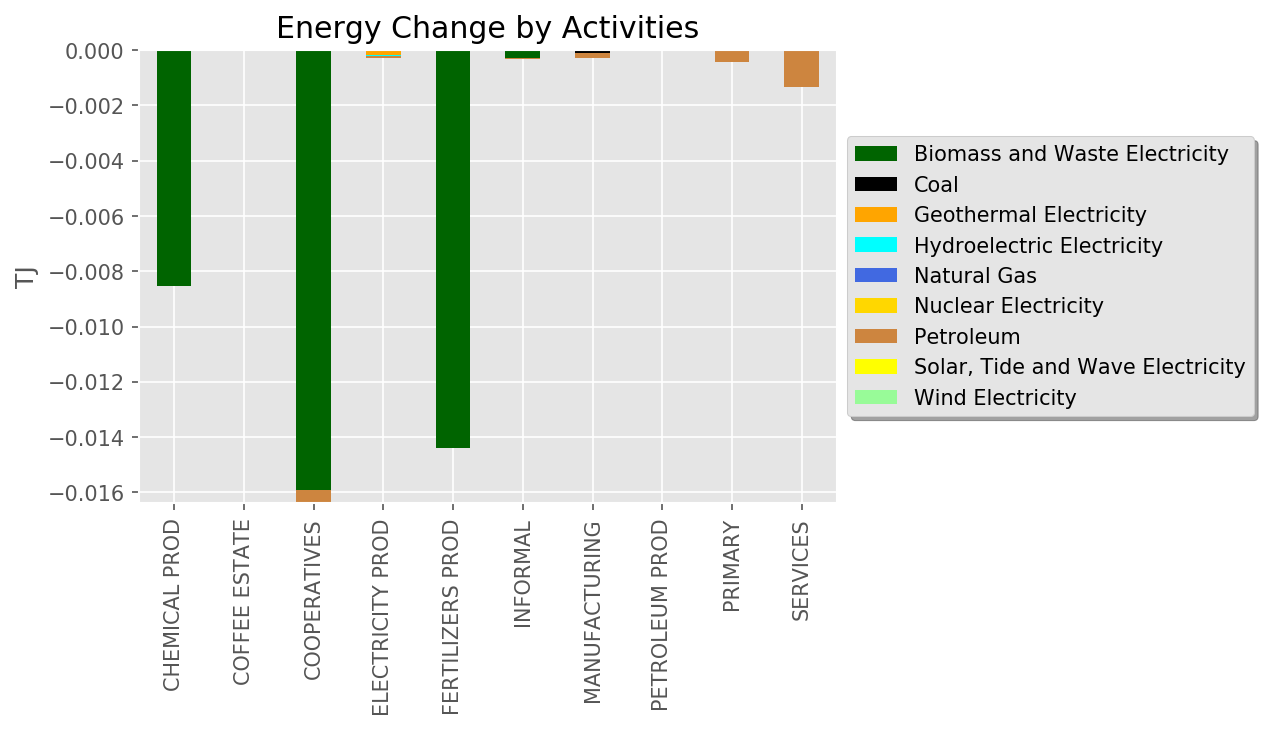 Energy Change by Activities
0.000
−0.002
−0.004
−0.006
−0.008
−0.010
−0.012
−0.014
−0.016
TJ
CHEMICAL PROD
COFFEE ESTATE
COOPERATIVES
ELECTRICITY PROD
FERTILIZERS PROD
INFORMAL
MANUFACTURING
PETROLEUM PROD
PRIMARY
SERVICES
Biomass and Waste Electricity
Coal
Geothermal Electricity
Hydroelectric Electricity
Natural Gas
Nuclear Electricity
Petroleum
Solar, Tide and Wave Electricity
Wind Electricity